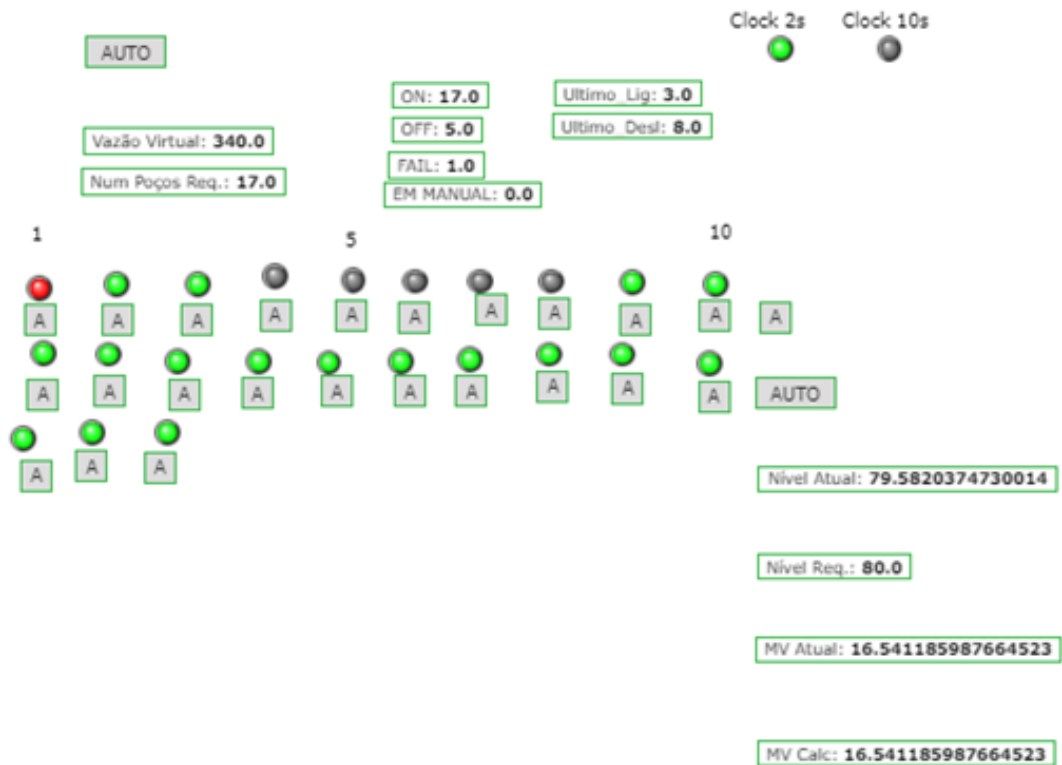 Clock 2s Clock 10s
AUTO
ON: 17.0 Ultimo_Lig: 3.0
OFF: 5.0 Ultimo_Desl: 8.0
Vazão Virtual: 340.0
FAIL: 1.0
Num Poços Req.: 17.0
EM MANUAL: 0.0
1 5 10
A A A A A A A A A A A
A A A A A A A A A A AUTO
A A A
Nível Atual: 79.5820374730014
Nível Req.: 80.0
MV Atual: 16.5411859876645​23
MV Calc: 16.541185987664523